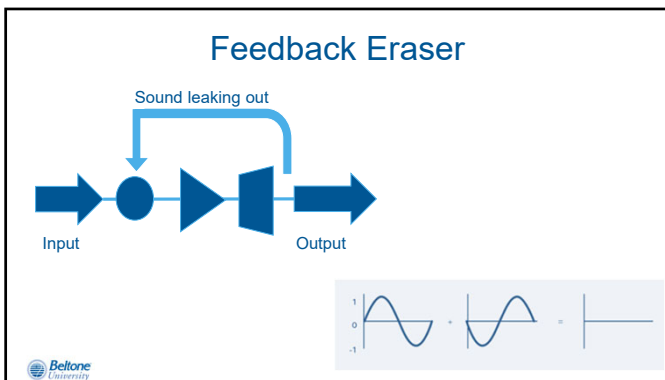 Feedback Eraser
Sound leaking out
Input
Output
1
0
-1
+
=
Beltone
University